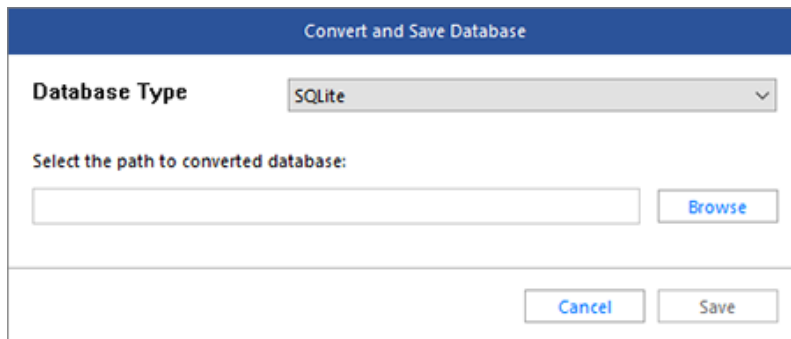 Convert and Save Database
Database Type SQLite
Select the path to converted database:
Browse
Cancel Save